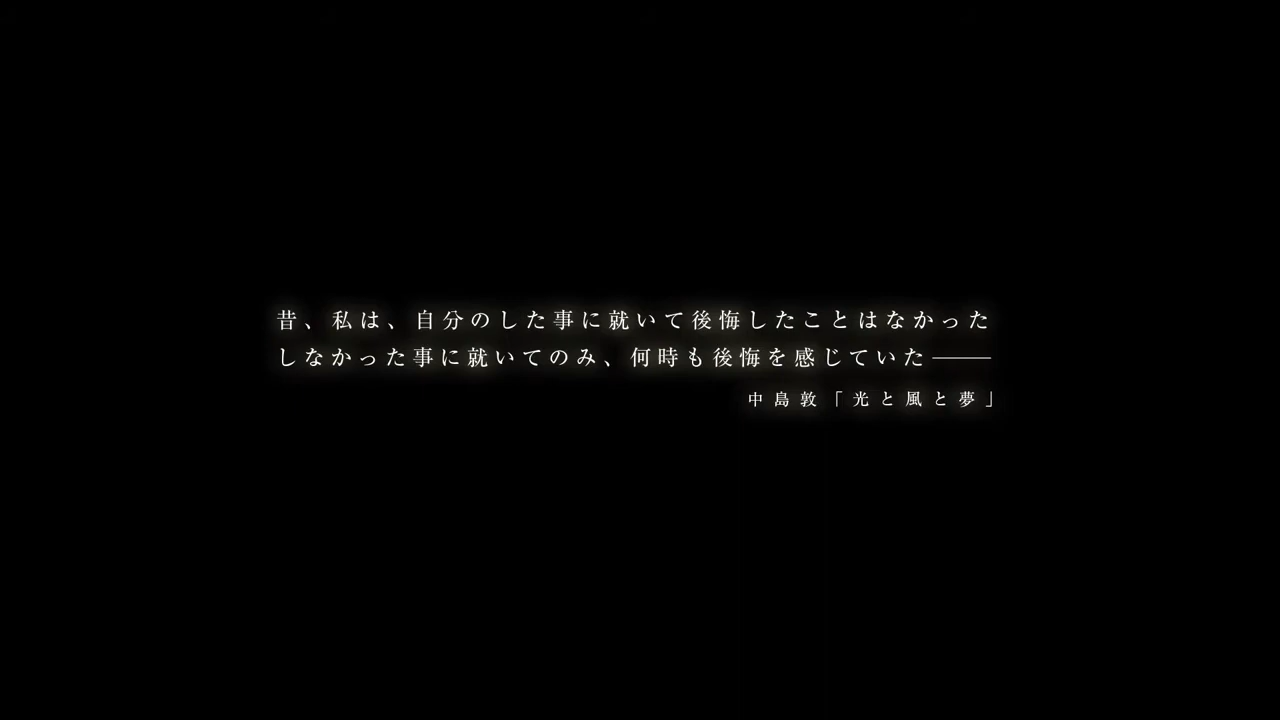 昔、私は、自分のした事に就いて後悔したことはなかった
しなかった事に就いてのみ、何時も後悔を感じていた――
中島敦「光と風と夢」